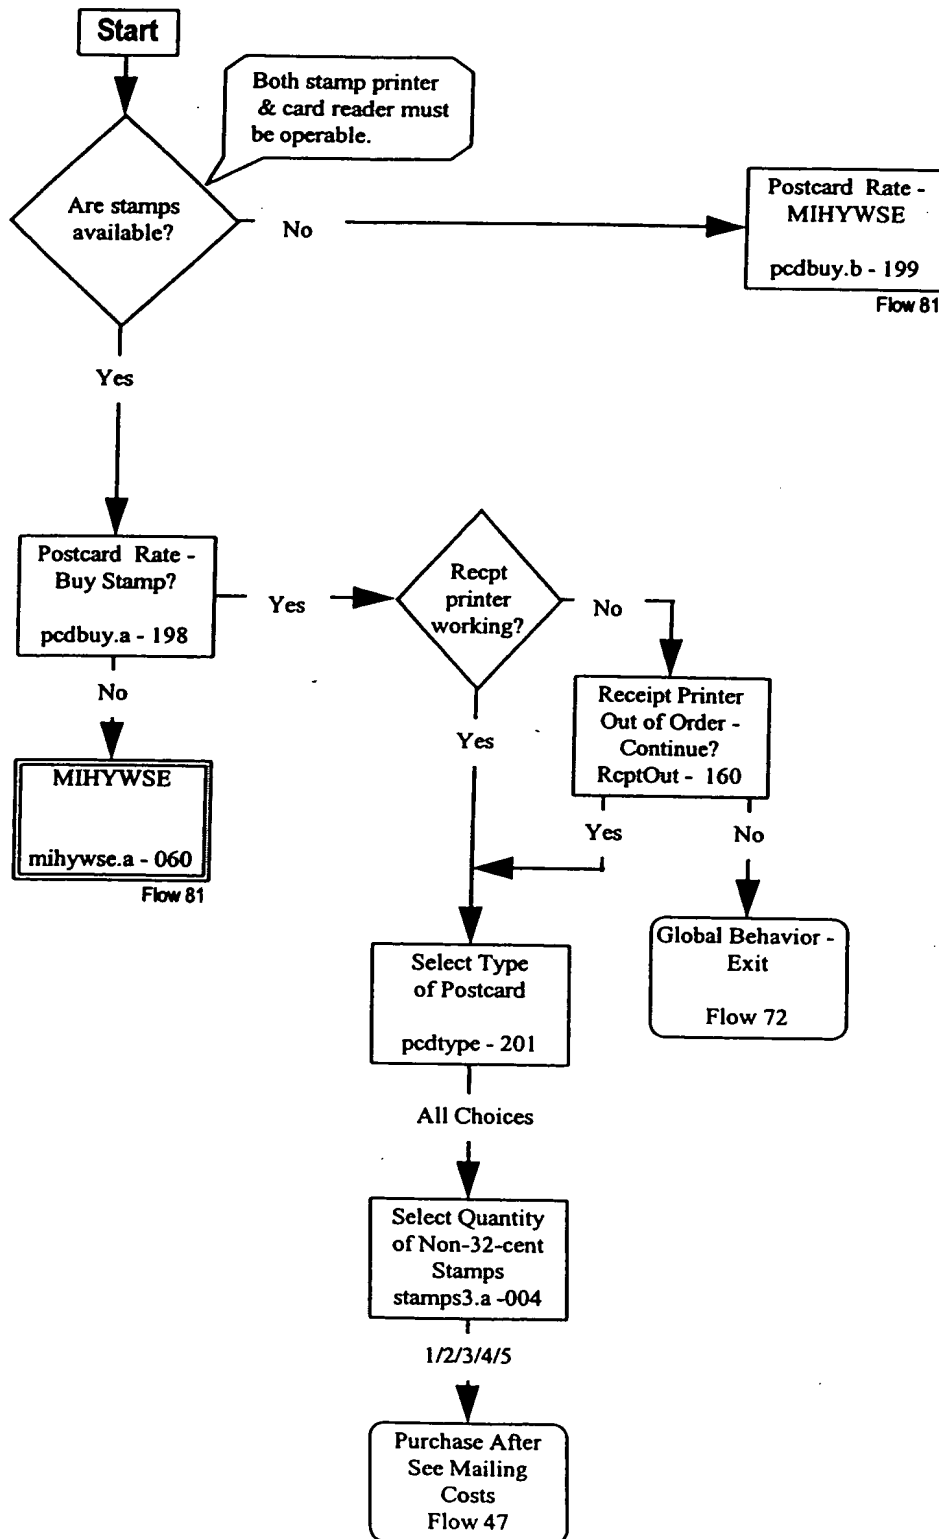 Start
Both stamp printer
& card reader must
be operable.
Are stamps
available?
No
Postcard Rate -
MIHYWSE
pcdbuy.b - 199
Flow 81
Yes
Postcard Rate -
Buy Stamp?
pcdbuy.a - 198
Yes
Recpt
printer
working?
No
No
Receipt Printer
Out of Order -
Continue?
RcptOut - 160
Yes
MIHYWSE
mihywse.a - 060
Flow 81
Yes
No
Global Behavior -
Exit
Flow 72
Select Type
of Postcard
pcdtype - 201
All Choices
Select Quantity
of Non-32-cent
Stamps
stamps3.a -004
1/2/3/4/5
Purchase After
See Mailing
Costs
Flow 47